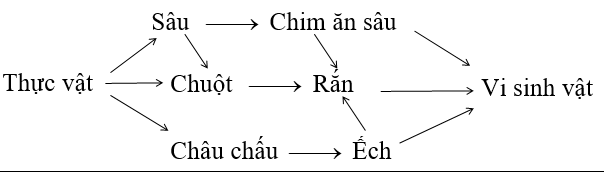 Sâu Chim ăn sâu
Thực vật Chuột Rắn Vi sinh vật
Châu chấu Ếch